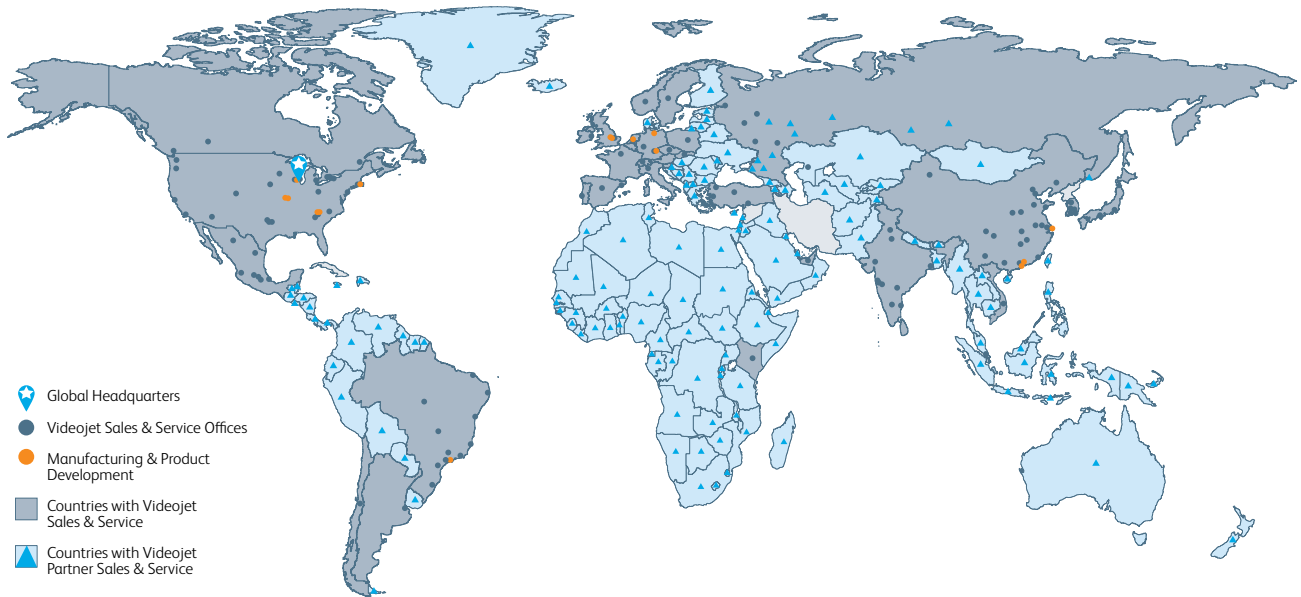 Global Headquarters
Videojet Sales & Service Offices
Manufacturing & Product
Development
Countries with Videojet
Sales & Service
Countries with Videojet
Partner Sales & Service